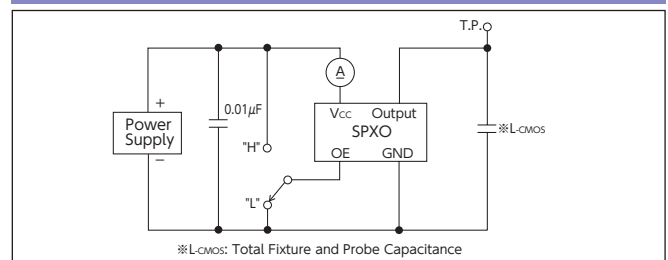 T.P.
A
0.01μF
Vcc Output
SPXO
OE GND
+
Power
Supply
−
"H"
"L"
※L-CMOS
※L-CMOS: Total Fixture and Probe Capacitance